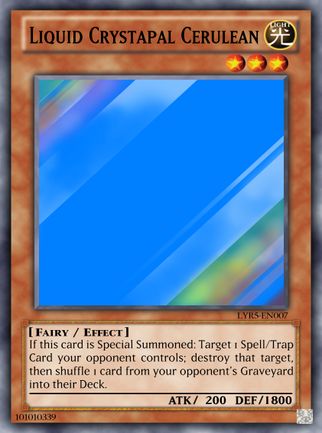 LIQUID CRYSTAPAL CERULEAN
LIGHT
光
LYR5-EN007
[ FAIRY / EFFECT ]
If this card is Special Summoned: Target 1 Spell/Trap
Card your opponent controls; destroy that target,
then shuffle 1 card from your opponent's Graveyard
into their Deck.
ATK/ 200 DEF/1800
101010339